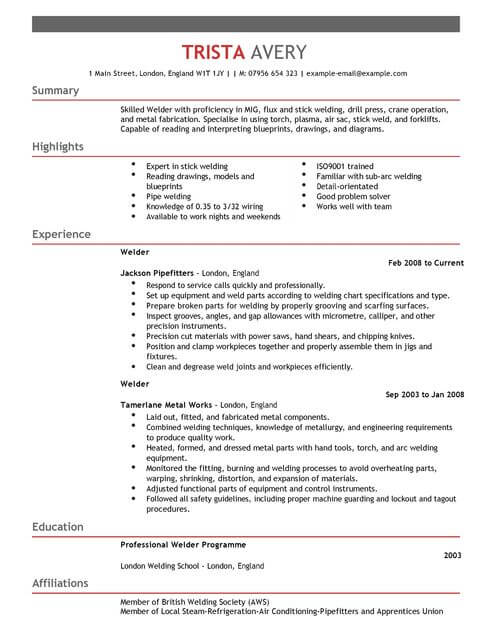 TRISTA AVERY
1 Main Street, London, England W1T 1JY | | M: 07956 654 323 | example-email@example.com
Summary
Skilled Welder with proficiency in MIG, flux and stick welding, drill press, crane operation,
and metal fabrication. Specialise in using torch, plasma, air sac, stick weld, and forklifts.
Capable of reading and interpreting blueprints, drawings, and diagrams.
Highlights
• Expert in stick welding
• Reading drawings, models and
blueprints
• Pipe welding
• Knowledge of 0.35 to 3/32 wiring
• Available to work nights and weekends
• ISO9001 trained
• Familiar with sub-arc welding
• Detail-orientated
• Good problem solver
• Works well with team
Experience
Welder
Feb 2008 to Current
Jackson Pipefitters - London, England
• Respond to service calls quickly and professionally.
• Set up equipment and weld parts according to welding chart specifications and type.
• Prepare broken parts for welding by grooving and scarfing surfaces.
• Inspect grooves, angles, and gap allowances with micrometre, calliper, and other
precision instruments.
• Precision cut materials with power saws, hand shears, and chipping knives.
• Position and clamp workpieces together and properly assemble them in jigs and
fixtures.
• Clean and degrease weld joints and workpieces efficiently.
Welder
Sep 2003 to Jan 2008
Tamerlane Metal Works - London, England
• Laid out, fitted, and fabricated metal components.
• Combined welding techniques, knowledge of metallurgy, and engineering requirements
to produce quality work.
• Heated, formed, and dressed metal parts with hand tools, torch, and arc welding
equipment.
• Monitored the fitting, burning and welding processes to avoid overheating parts,
warping, shrinking, distortion, and expansion of materials.
• Adjusted functional parts of equipment and control instruments.
• Followed all safety guidelines, including proper machine guarding and lockout and tagout
procedures.
Education
Professional Welder Programme
2003
London Welding School - London, England
Affiliations
Member of British Welding Society (AWS)
Member of Local Steam-Refrigeration-Air Conditioning-Pipefitters and Apprentices Union